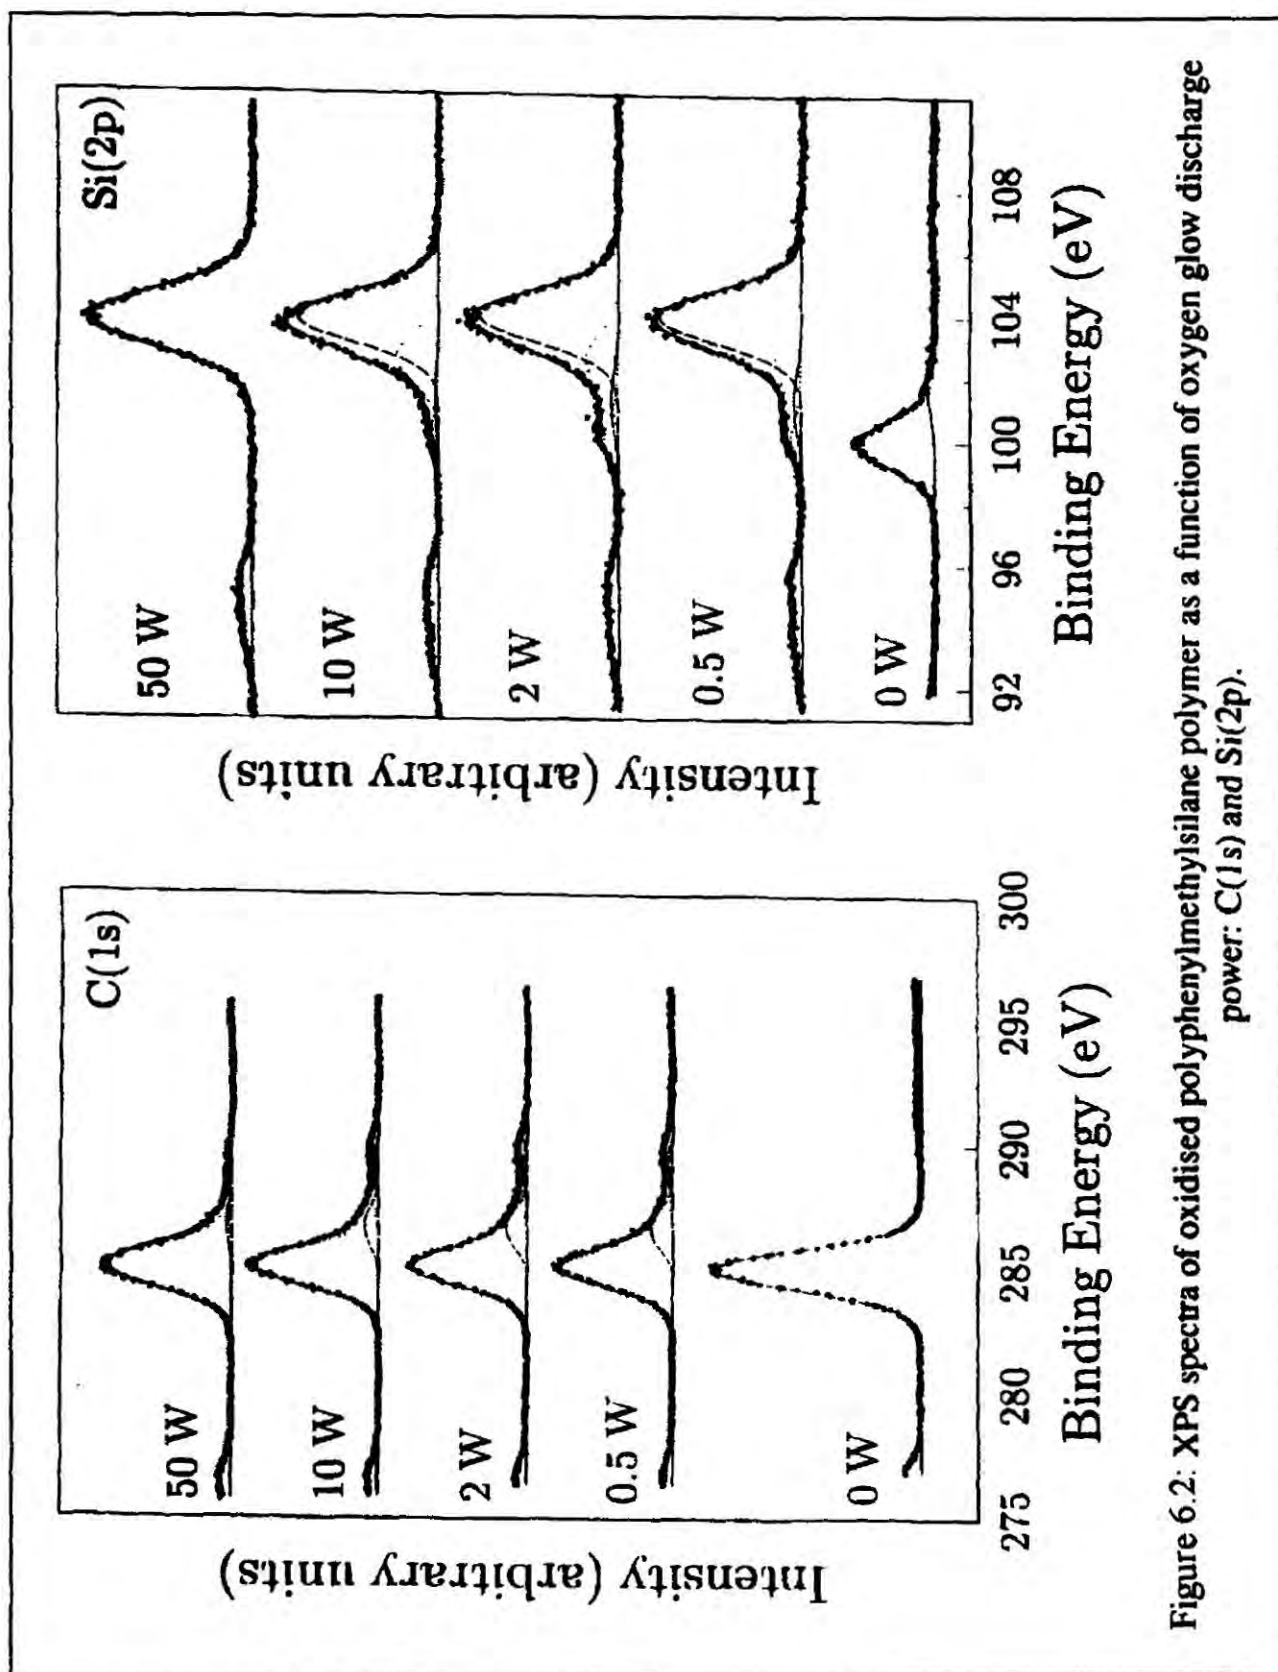 Intensity (arbitrary units)
C(1s)
50 W
10 W
2 W
0.5 W
0 W
275 280 285 290 295 300
Binding Energy (eV)
Intensity (arbitrary units)
Si(2p)
50 W
10 W
2 W
0.5 W
0 W
92 96 100 104 108
Binding Energy (eV)
Figure 6.2: XPS spectra of oxidised polyphenylmethylsilane polymer as a function of oxygen glow discharge
power: C(1s) and Si(2p).